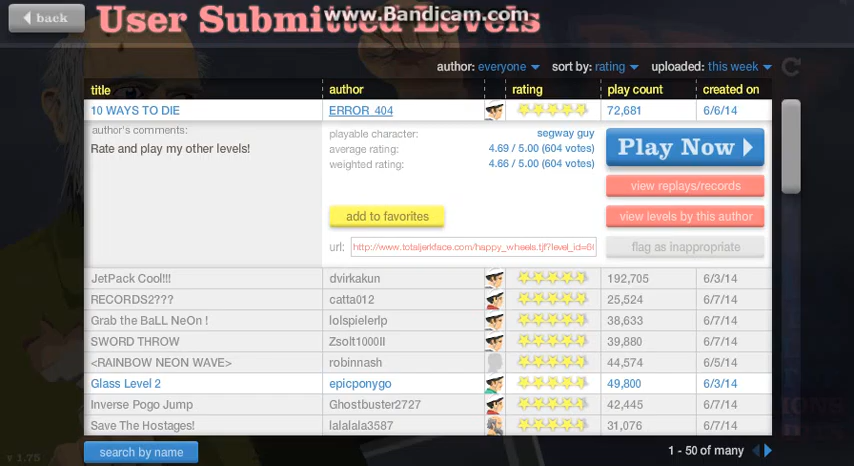 back
User Submitted Levels
www.Bandicam.com
author: everyone sort by: rating uploaded: this week
title author rating play count created on
10 WAYS TO DIE ERROR_404 72,681 6/6/14
author's comments:
Rate and play my other levels!
playable character: segway guy
average rating: 4.69 / 5.00 (604 votes)
weighted rating: 4.66 / 5.00 (604 votes)
add to favorites
url: http://www.totaljerkface.com/happy_wheels.tjf?level_id=6
Play Now
view replays/records
view levels by this author
flag as inappropriate
JetPack Cool!!! dvirkakun 192,705 6/3/14
RECORDS2??? catta012 25,524 6/7/14
Grab the BaLL NeOn ! lolspielerlp 38,633 6/7/14
SWORD THROW Zsolt1000II 39,880 6/7/14
<RAINBOW NEON WAVE> robinnash 44,574 6/5/14
Glass Level 2 epicponygo 49,800 6/3/14
Inverse Pogo Jump Ghostbuster2727 42,445 6/7/14
Save The Hostages! lalalala3587 31,076 6/7/14
search by name
1 - 50 of many
v 1.75